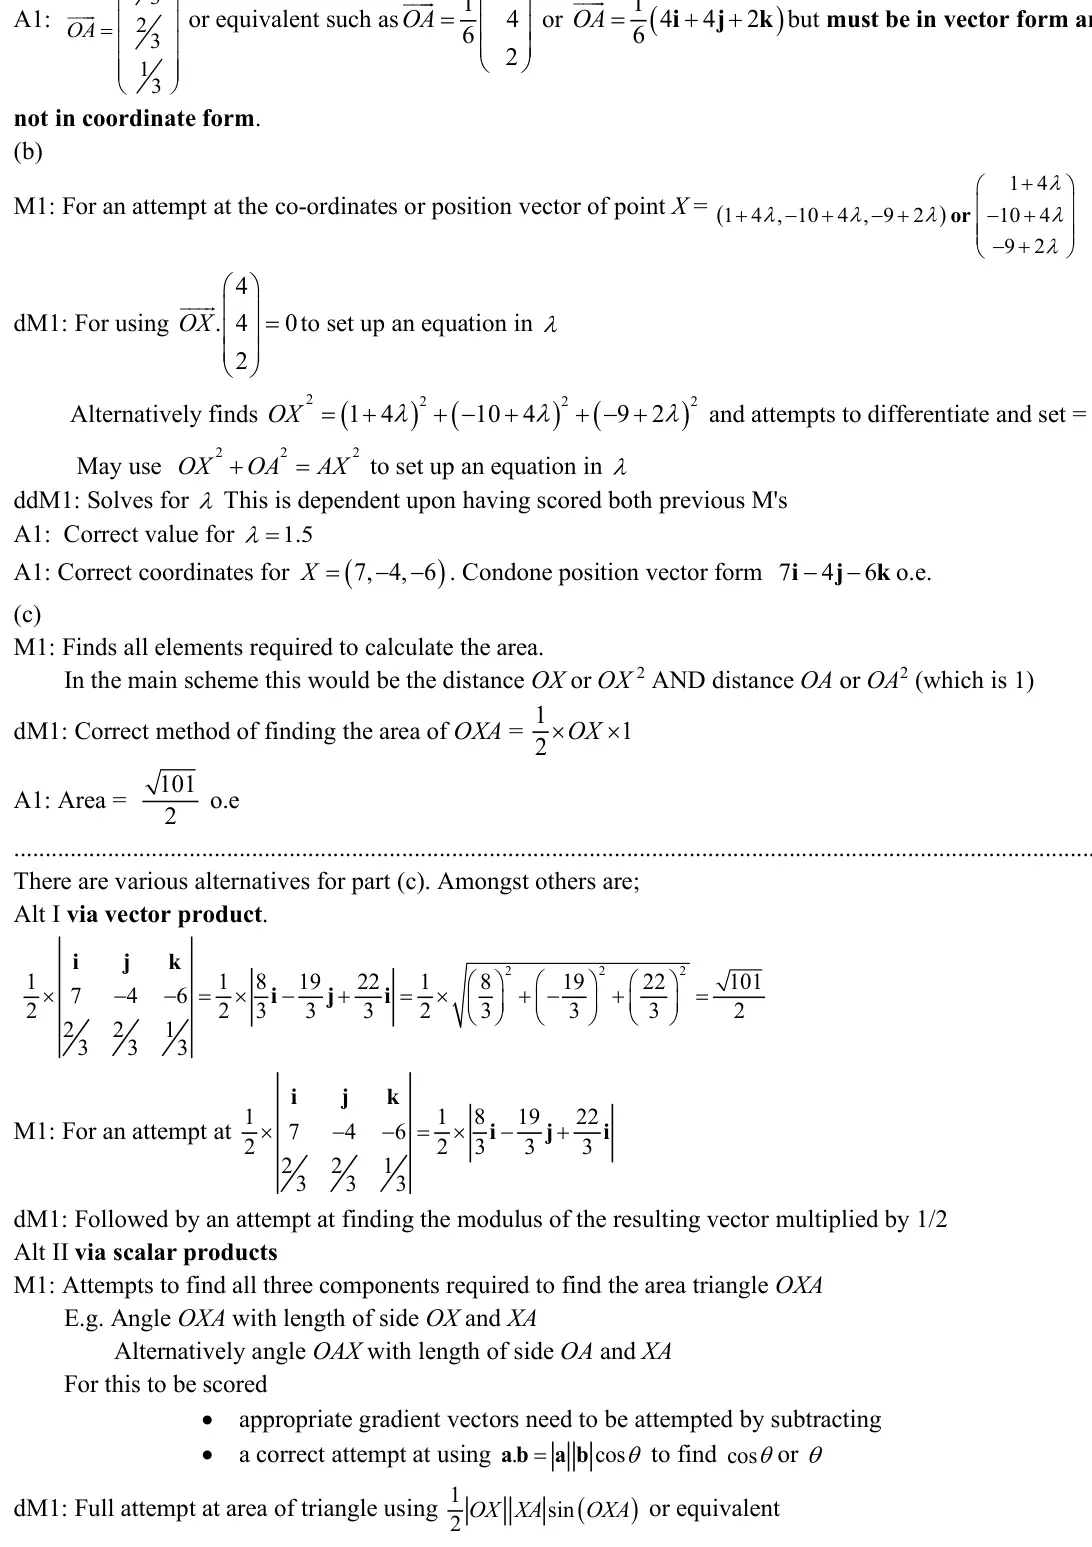 A1: OA = (2/3 1/3) or equivalent such as OA = 1/6 (4 2) or OA = 1/6 (4i + 4j + 2k) but must be in vector form an
not in coordinate form.
(b)
M1: For an attempt at the co-ordinates or position vector of point X = (1+4λ, −10+4λ, −9+2λ) or (1+4λ −10+4λ −9+2λ)
dM1: For using OX . (4 4 2) = 0 to set up an equation in λ
Alternatively finds OX² = (1+4λ)² + (−10+4λ)² + (−9+2λ)² and attempts to differentiate and set =
May use OX² + OA² = AX² to set up an equation in λ
ddM1: Solves for λ This is dependent upon having scored both previous M's
A1: Correct value for λ = 1.5
A1: Correct coordinates for X = (7, −4, −6) . Condone position vector form 7i − 4j − 6k o.e.
(c)
M1: Finds all elements required to calculate the area.
In the main scheme this would be the distance OX or OX² AND distance OA or OA² (which is 1)
dM1: Correct method of finding the area of OXA = 1/2 × OX × 1
A1: Area = √101/2 o.e
There are various alternatives for part (c). Amongst others are;
Alt I via vector product.
1/2 × | i j k 7 −4 −6 2/3 2/3 1/3 | = 1/2 × | 8/3 i − 19/3 j + 22/3 i | = 1/2 × √((8/3)² + (−19/3)² + (22/3)²) = √101/2
M1: For an attempt at 1/2 × | i j k 7 −4 −6 2/3 2/3 1/3 | = 1/2 × | 8/3 i − 19/3 j + 22/3 i |
dM1: Followed by an attempt at finding the modulus of the resulting vector multiplied by 1/2
Alt II via scalar products
M1: Attempts to find all three components required to find the area triangle OXA
E.g. Angle OXA with length of side OX and XA
Alternatively angle OAX with length of side OA and XA
For this to be scored
• appropriate gradient vectors need to be attempted by subtracting
• a correct attempt at using a.b = |a||b|cosθ to find cosθ or θ
dM1: Full attempt at area of triangle using 1/2 |OX||XA| sin(OXA) or equivalent